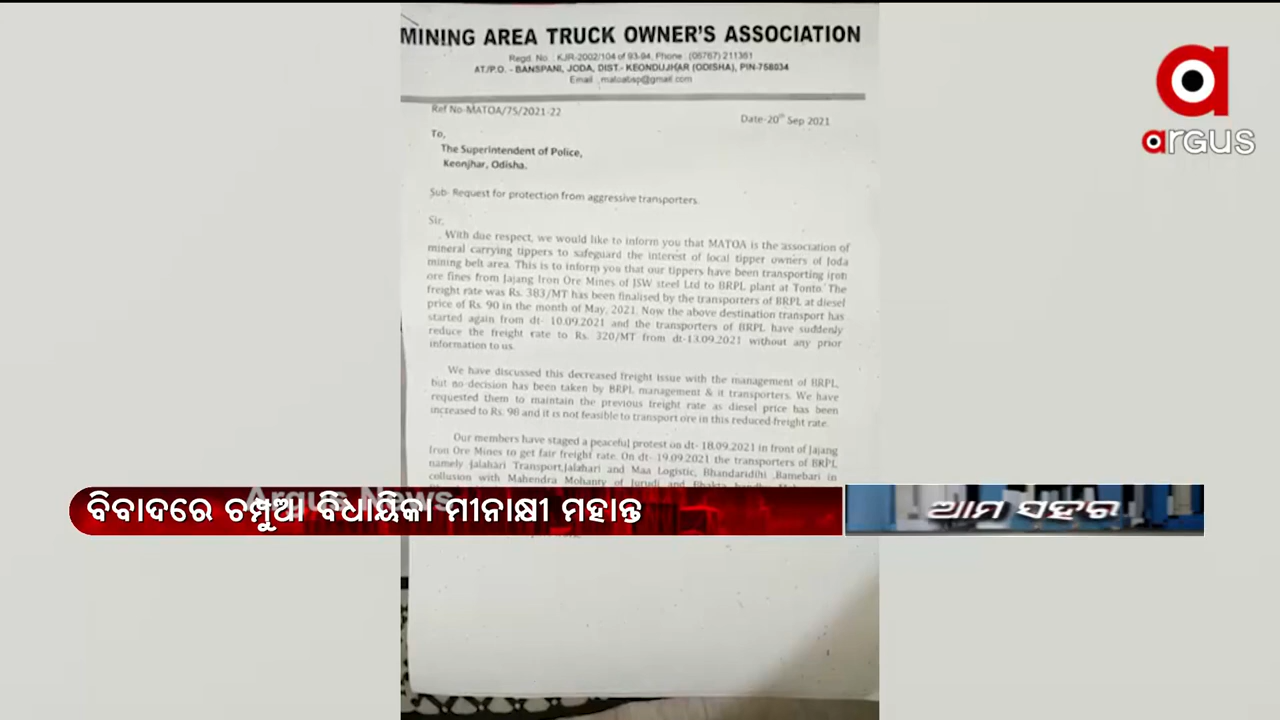 MINING AREA TRUCK OWNER'S ASSOCIATION
Regd. No. : KJR-2002/104 of 93-94, Phone : (06767) 211361
AT/P.O. - BANSPANI, JODA, DIST.- KEONDUJHAR (ODISHA), PIN-758034
Email : matoabsp@gmail.com
Ref No-MATOA/75/2021-22
Date-20th Sep 2021
To,
The Superintendent of Police,
Keonjhar, Odisha.
Sub- Request for protection from aggressive transporters.
Sir,
With due respect, we would like to inform you that MATOA is the association of
mineral carrying tippers to safeguard the interest of local tipper owners of Joda
mining belt area. This is to inform you that our tippers have been transporting iron
ore fines from Jajang Iron Ore Mines of JSW steel Ltd to BRPL plant at Tonto. The
freight rate was Rs. 383/MT has been finalised by the transporters of BRPL at diesel
price of Rs. 90 in the month of May, 2021. Now the above destination transport has
started again from dt- 10.09.2021 and the transporters of BRPL have suddenly
reduce the freight rate to Rs. 320/MT from dt-13.09.2021 without any prior
information to us.
We have discussed this decreased freight issue with the management of BRPL,
but no decision has been taken by BRPL management & it transporters. We have
requested them to maintain the previous freight rate as diesel price has been
increased to Rs. 98 and it is not feasible to transport ore in this reduced freight rate.
Our members have staged a peaceful protest on dt- 18.09.2021 in front of Jajang
Iron Ore Mines to get fair freight rate. On dt- 19.09.2021 the transporters of BRPL
namely Jalahari Transport,Jalahari and Maa Logistic, Bhandaridihi ,Bamebari in
collusion with Mahendra Mohanty of Jurudi and Bhakta
argus
Argus News
ବିବାଦରେ ଚମ୍ପୁଆ ବିଧାୟିକା ମୀନାକ୍ଷୀ ମହାନ୍ତ
ଆମ ସହର